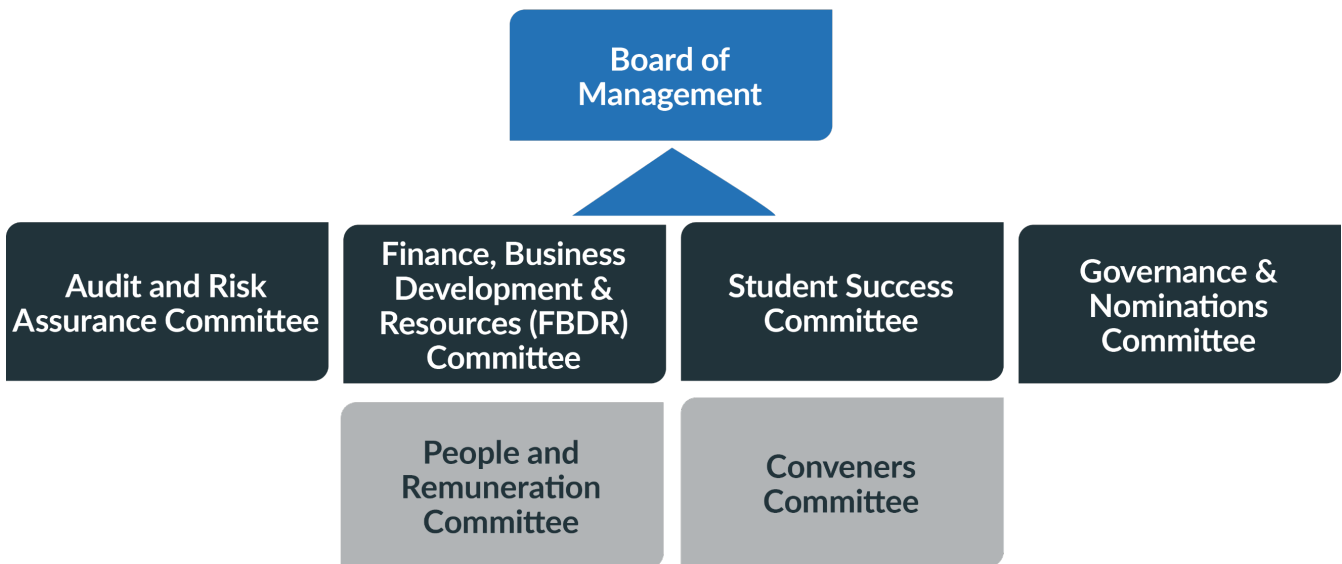 Board of
Management
Audit and Risk
Assurance Committee
Finance, Business
Development &
Resources (FBDR)
Committee
Student Success
Committee
Governance &
Nominations
Committee
People and
Remuneration
Committee
Conveners
Committee